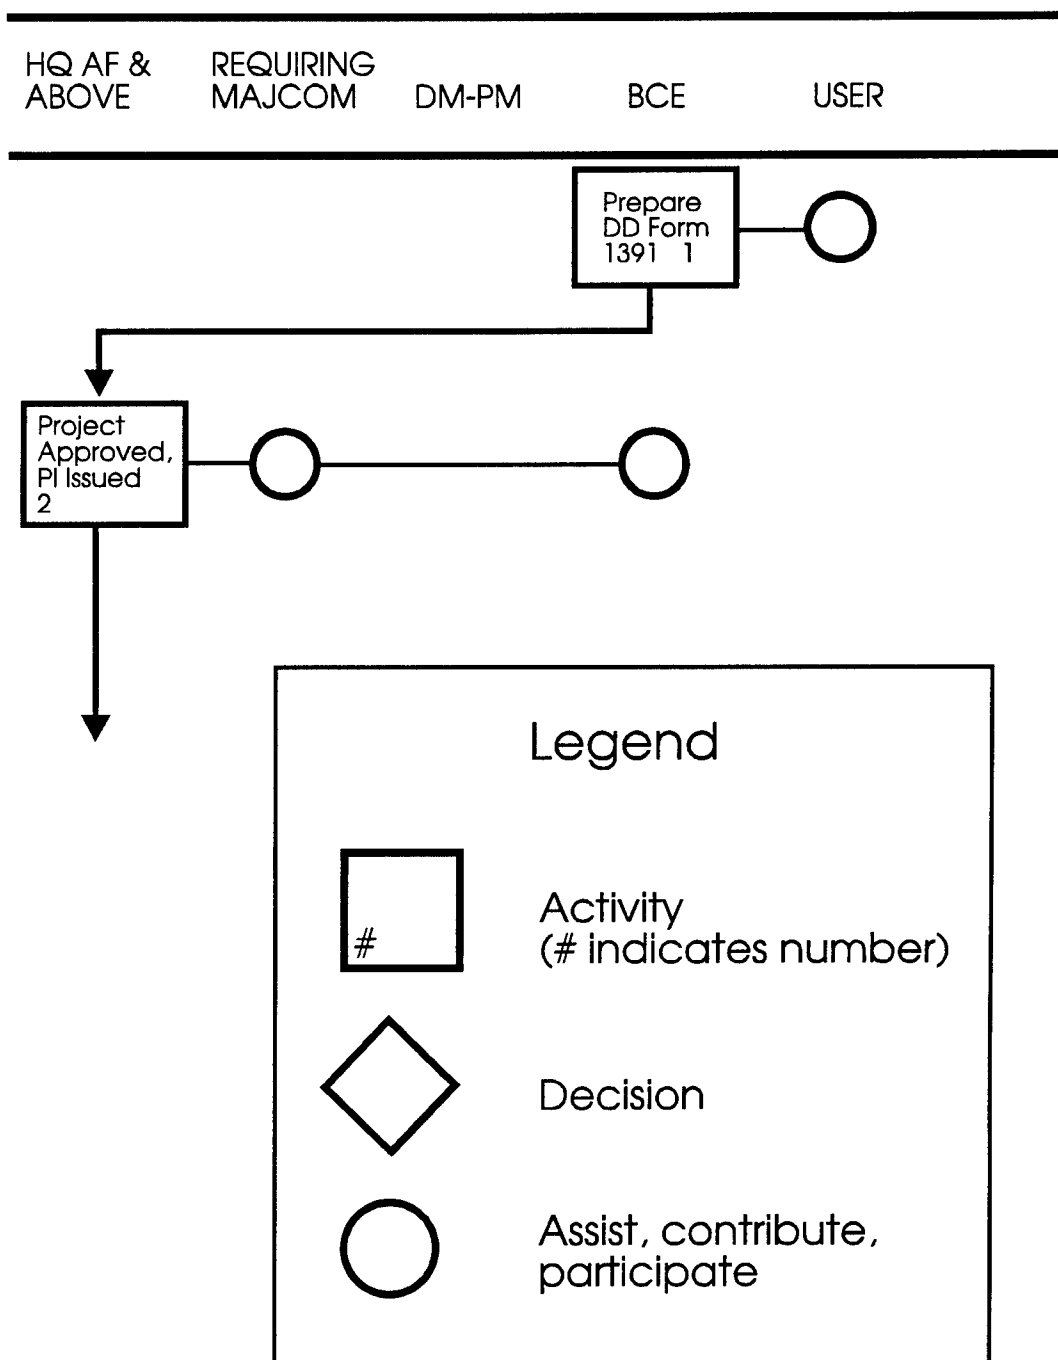 HQ AF &
ABOVE
REQUIRING
MAJCOM
DM-PM
BCE
USER
Prepare
DD Form
1391 1
Project
Approved,
PI Issued
2
Legend
#
Activity
(# indicates number)
Decision
Assist, contribute,
participate